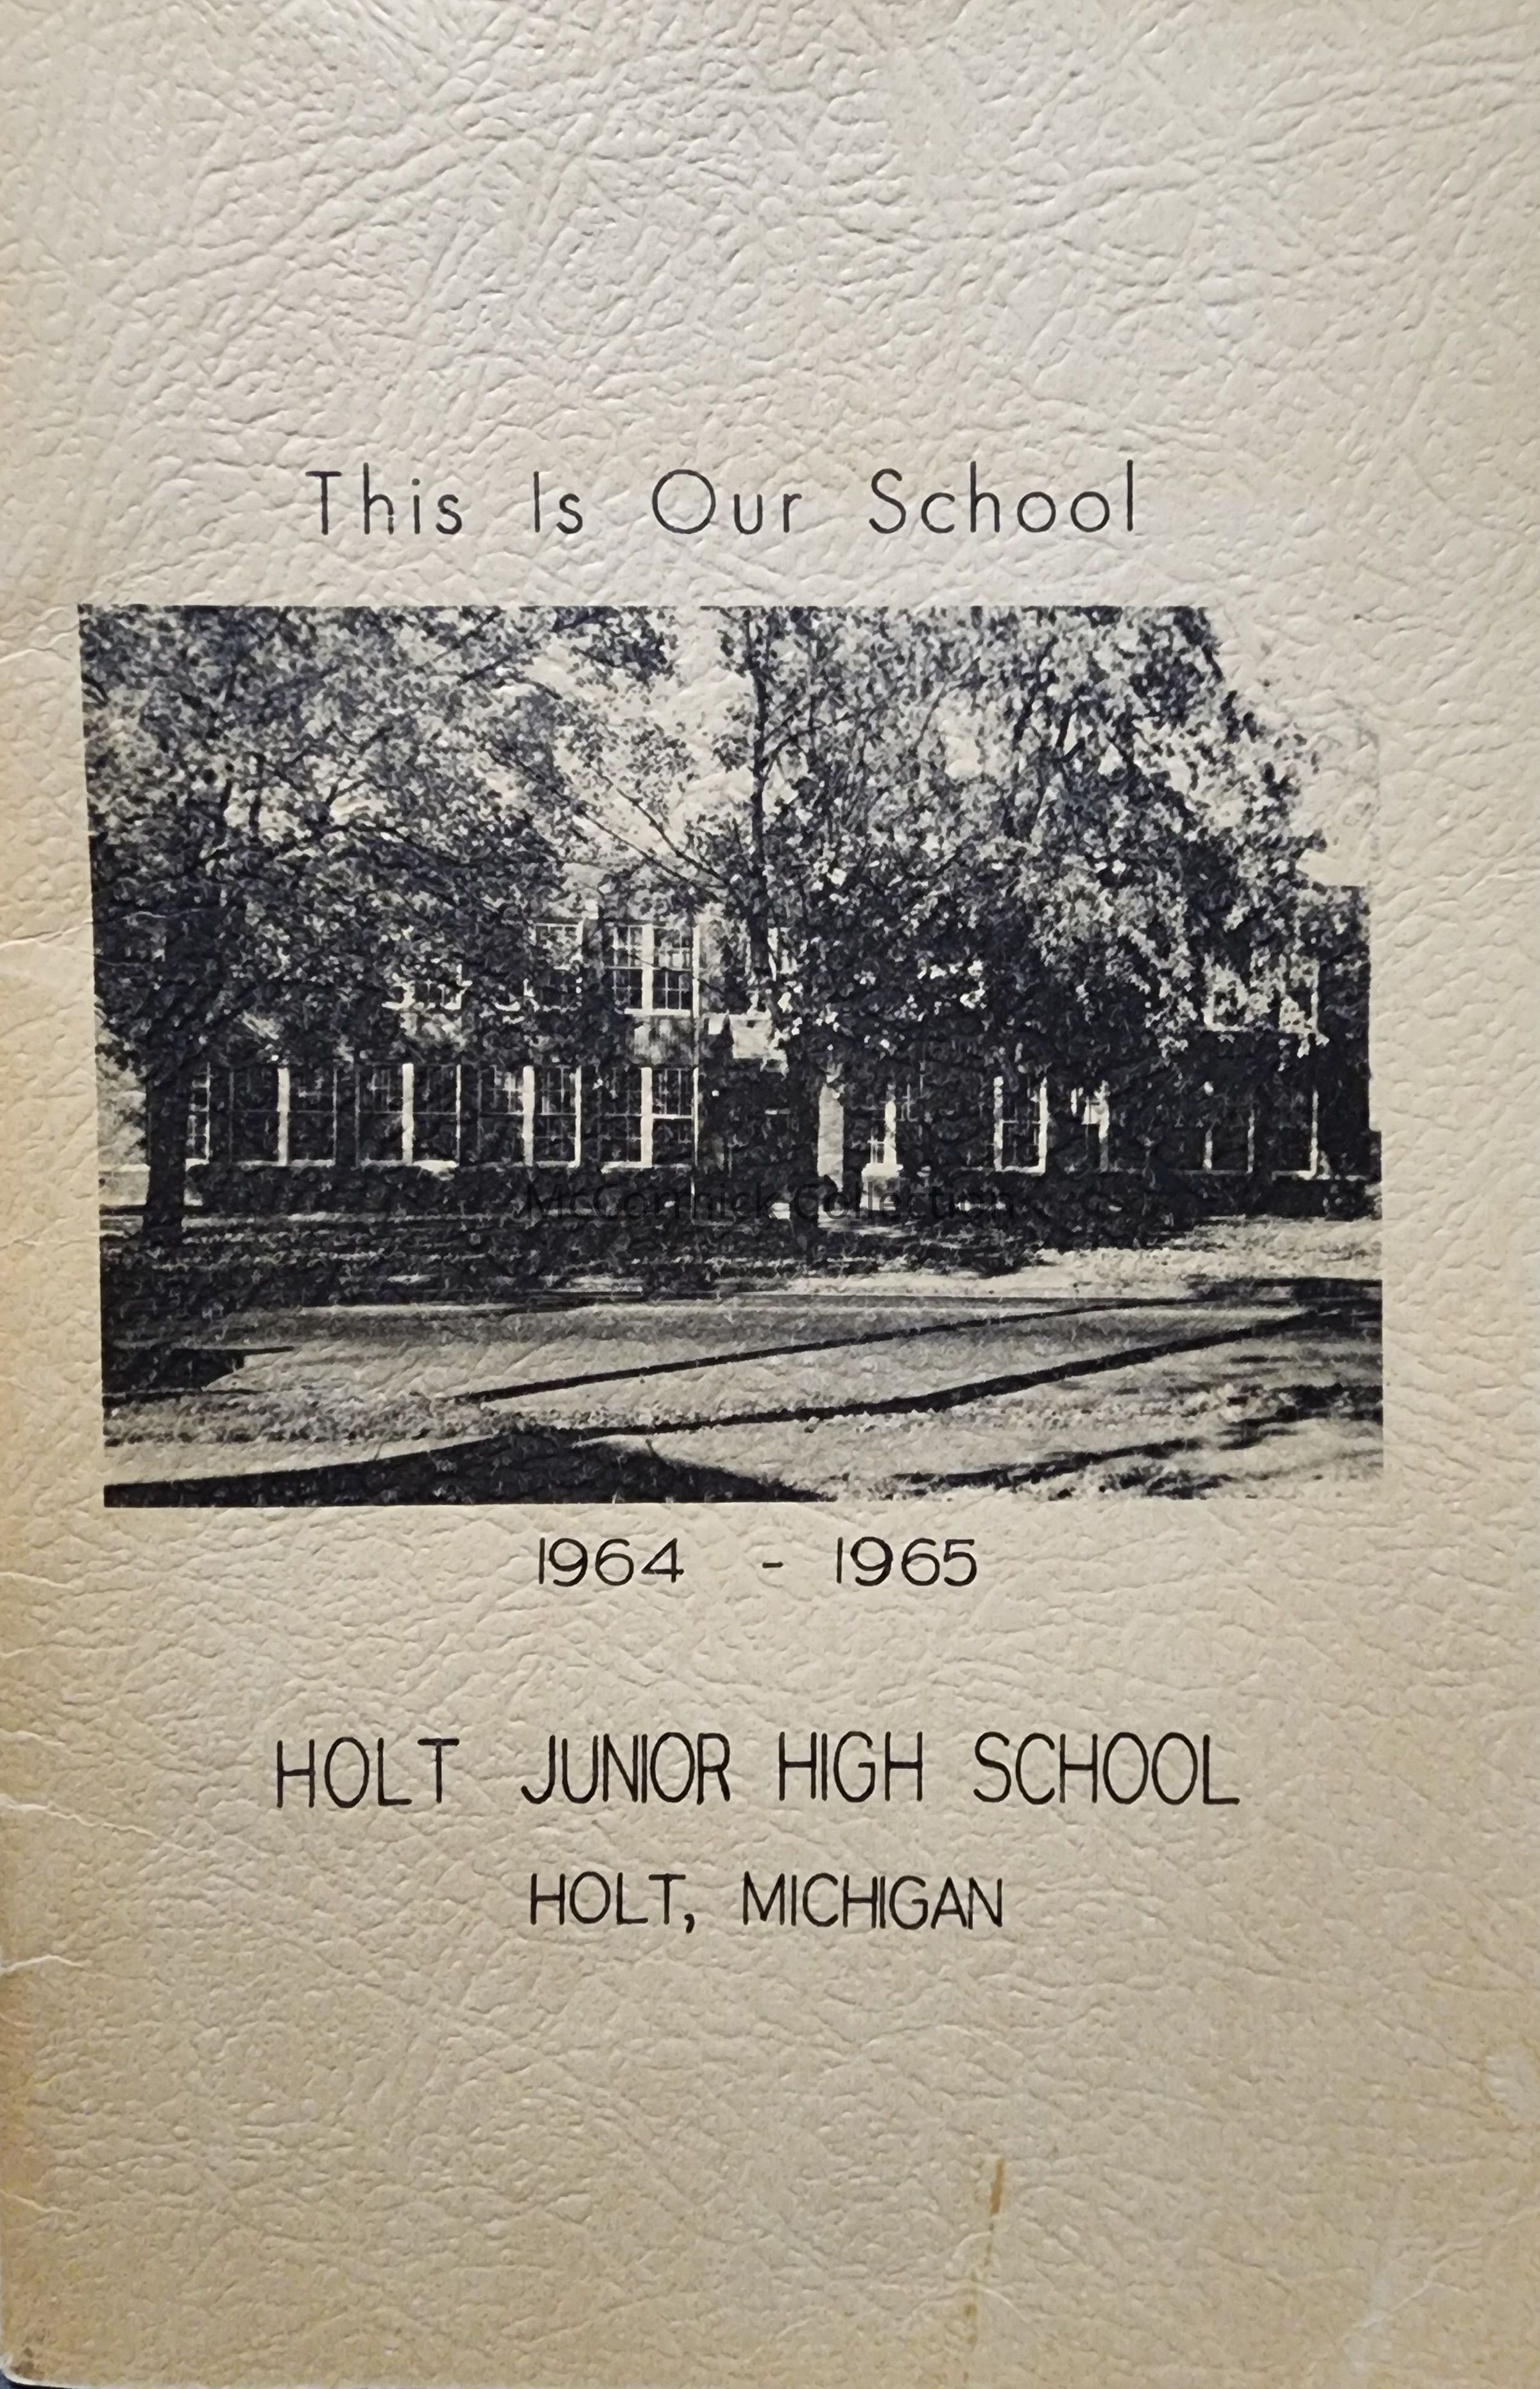 This Is Our School
McCormick Collection
1964 - 1965
HOLT JUNIOR HIGH SCHOOL
HOLT, MICHIGAN